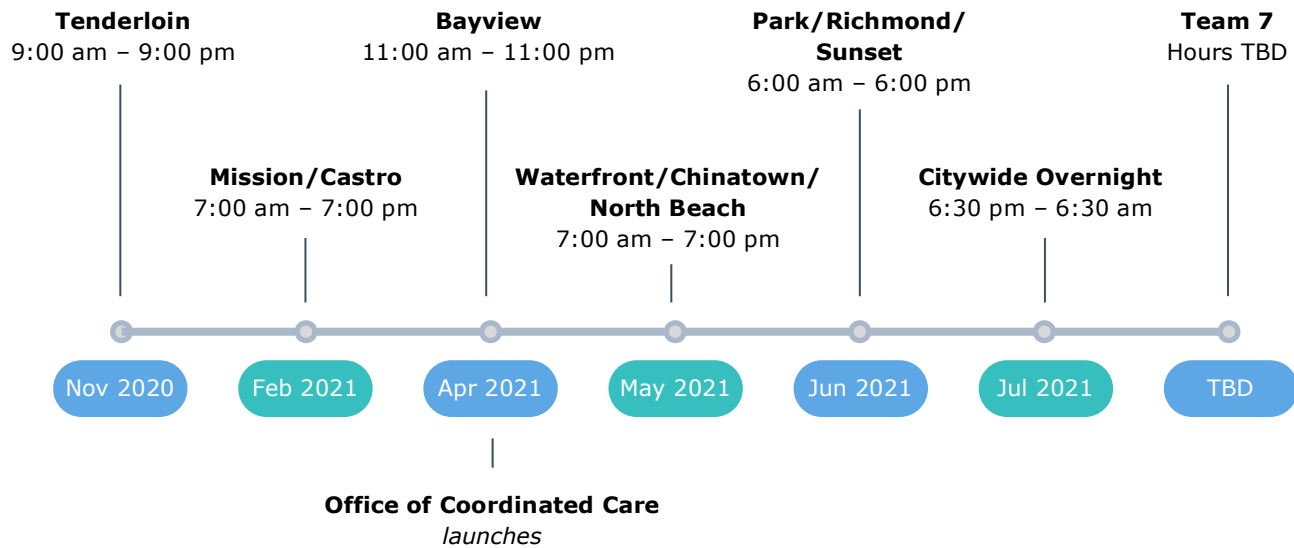 Tenderloin
9:00 am – 9:00 pm
Bayview
11:00 am – 11:00 pm
Park/Richmond/
Sunset
6:00 am – 6:00 pm
Team 7
Hours TBD
Mission/Castro
7:00 am – 7:00 pm
Waterfront/Chinatown/
North Beach
7:00 am – 7:00 pm
Citywide Overnight
6:30 pm – 6:30 am
Nov 2020
Feb 2021
Apr 2021
May 2021
Jun 2021
Jul 2021
TBD
Office of Coordinated Care
launches